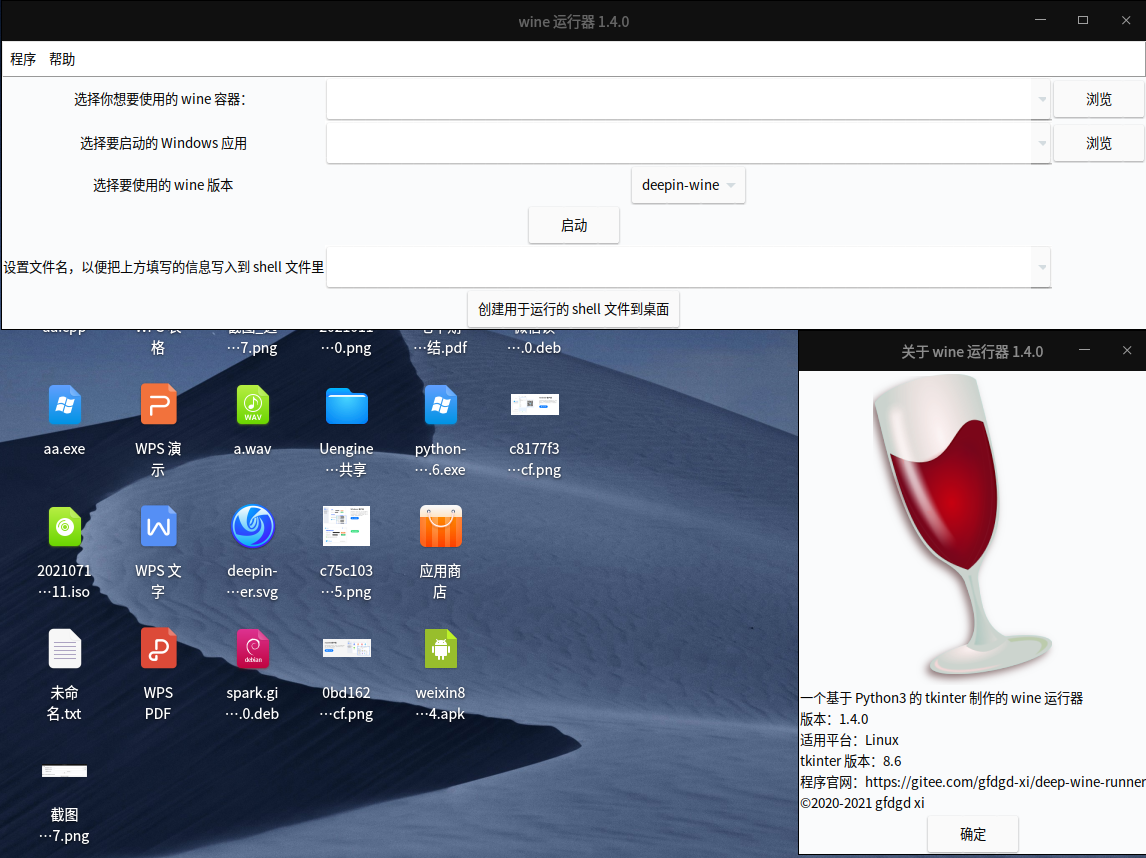 wine 运行器 1.4.0
程序 帮助
选择你想要使用的 wine 容器： 浏览
选择要启动的 Windows 应用 浏览
选择要使用的 wine 版本 deepin-wine
启动
设置文件名，以便把上方填写的信息写入到 shell 文件里
创建用于运行的 shell 文件到桌面
格 …7.png …0.png …结.pdf ….0.deb
aa.exe WPS 演 a.wav Uengine python- c8177f3
示 …共享 ….6.exe …cf.png
WAV
2021071 WPS 文 deepin- c75c103 应用商
…11.iso 字 …er.svg …5.png 店
debian
未命 WPS spark.gi 0bd162 weixin8
名.txt PDF ….0.deb …cf.png …4.apk
截图
…7.png
关于 wine 运行器 1.4.0
一个基于 Python3 的 tkinter 制作的 wine 运行器
版本：1.4.0
适用平台：Linux
tkinter 版本：8.6
程序官网：https://gitee.com/gfdgd-xi/deep-wine-runner
©2020-2021 gfdgd xi
确定